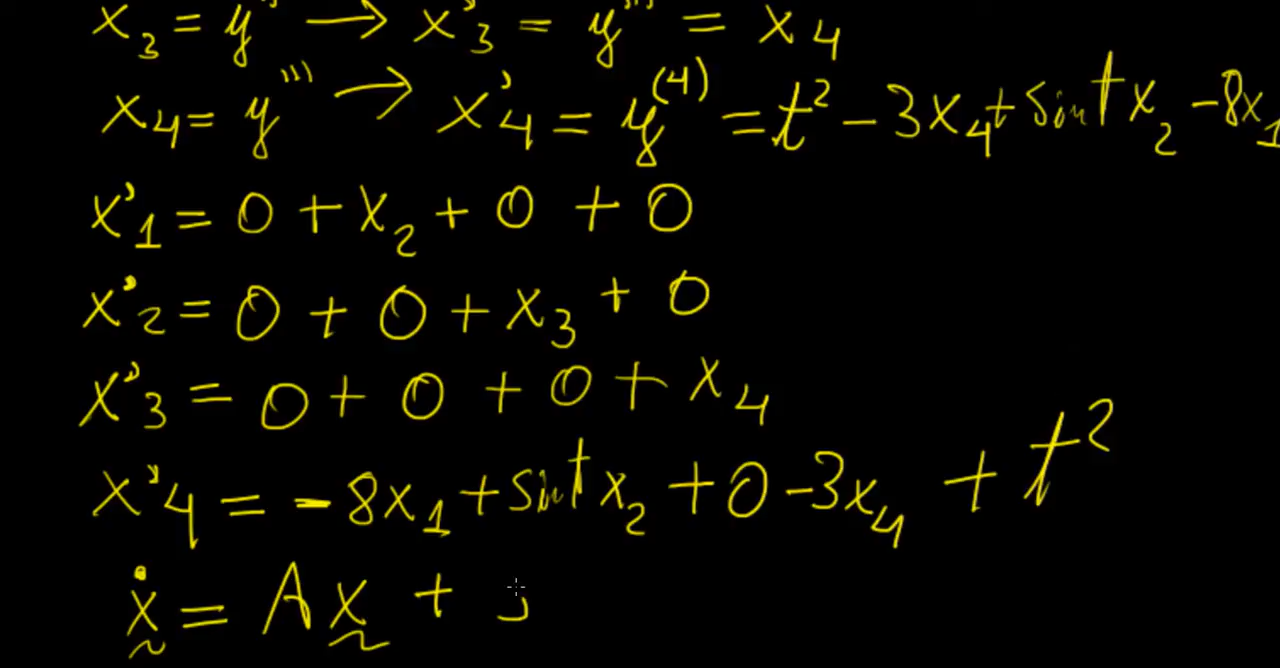 x₃ = y'' → x'₃ = y''' = x₄
x₄ = y''' → x'₄ = y⁽⁴⁾ = t² - 3x₄ + sin t x₂ - 8x₁
x'₁ = 0 + x₂ + 0 + 0
x'₂ = 0 + 0 + x₃ + 0
x'₃ = 0 + 0 + 0 + x₄
x'₄ = -8x₁ + sin t x₂ + 0 - 3x₄ + t²
ẋ = Ax +